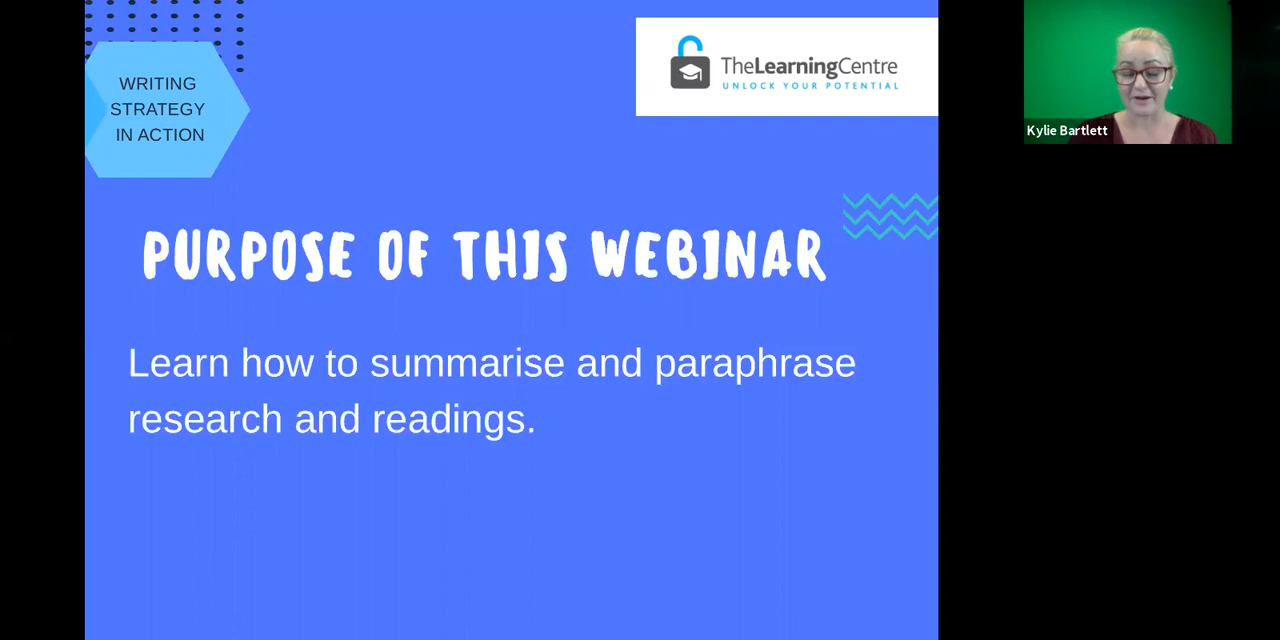 WRITING
STRATEGY
IN ACTION
TheLearningCentre
UNLOCK YOUR POTENTIAL
Kylie Bartlett
PURPOSE OF THIS WEBINAR
Learn how to summarise and paraphrase
research and readings.